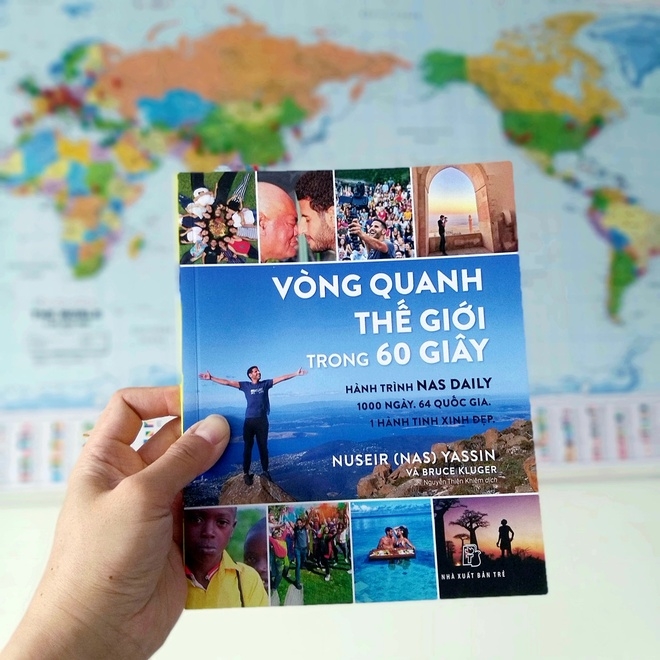 VÒNG QUANH
THẾ GIỚI
TRONG 60 GIÂY
HÀNH TRÌNH NAS DAILY
1000 NGÀY. 64 QUỐC GIA.
1 HÀNH TINH XINH ĐẸP.
NUSEIR (NAS) YASSIN
VÀ BRUCE KLUGER
Nguyễn Thiện Khiêm dịch
NHÀ XUẤT BẢN TRẺ